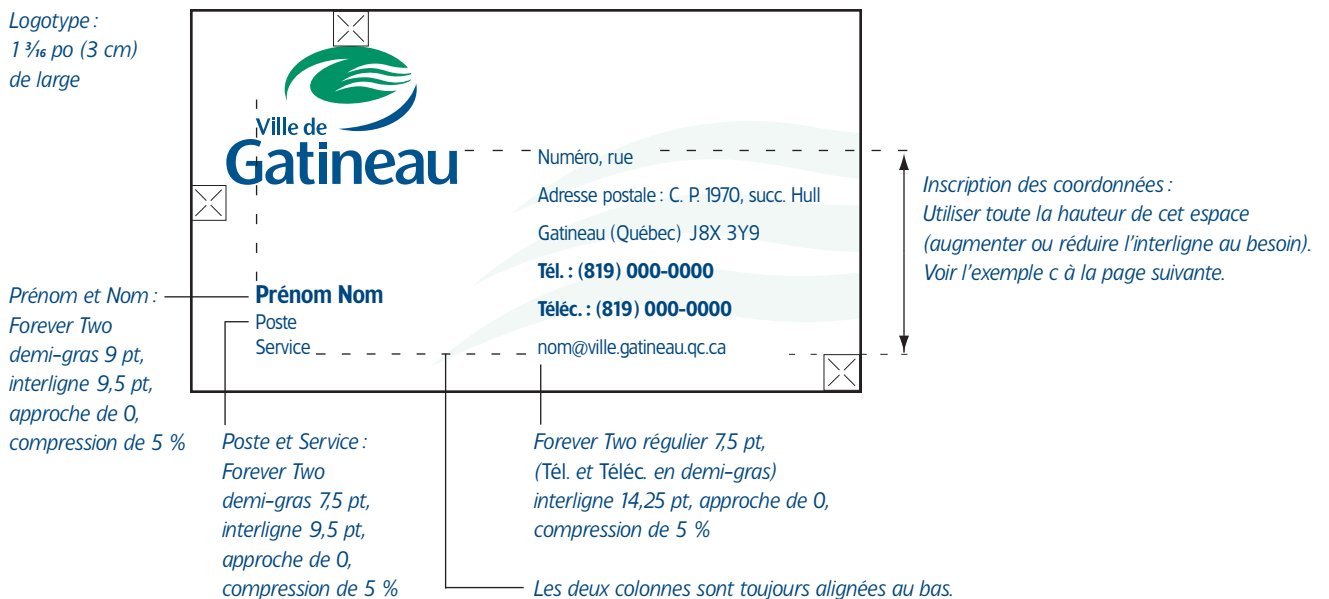 Logotype :
1 3/16 po (3 cm)
de large
Ville de
Gatineau
Numéro, rue
Adresse postale : C. P. 1970, succ. Hull
Gatineau (Québec) J8X 3Y9
Tél. : (819) 000-0000
Téléc. : (819) 000-0000
nom@ville.gatineau.qc.ca
Prénom Nom
Poste
Service
Inscription des coordonnées :
Utiliser toute la hauteur de cet espace
(augmenter ou réduire l’interligne au besoin).
Voir l’exemple c à la page suivante.
Prénom et Nom :
Forever Two
demi-gras 9 pt,
interligne 9,5 pt,
approche de 0,
compression de 5 %
Poste et Service :
Forever Two
demi-gras 7,5 pt,
interligne 9,5 pt,
approche de 0,
compression de 5 %
Forever Two régulier 7,5 pt,
(Tél. et Téléc. en demi-gras)
interligne 14,25 pt, approche de 0,
compression de 5 %
Les deux colonnes sont toujours alignées au bas.